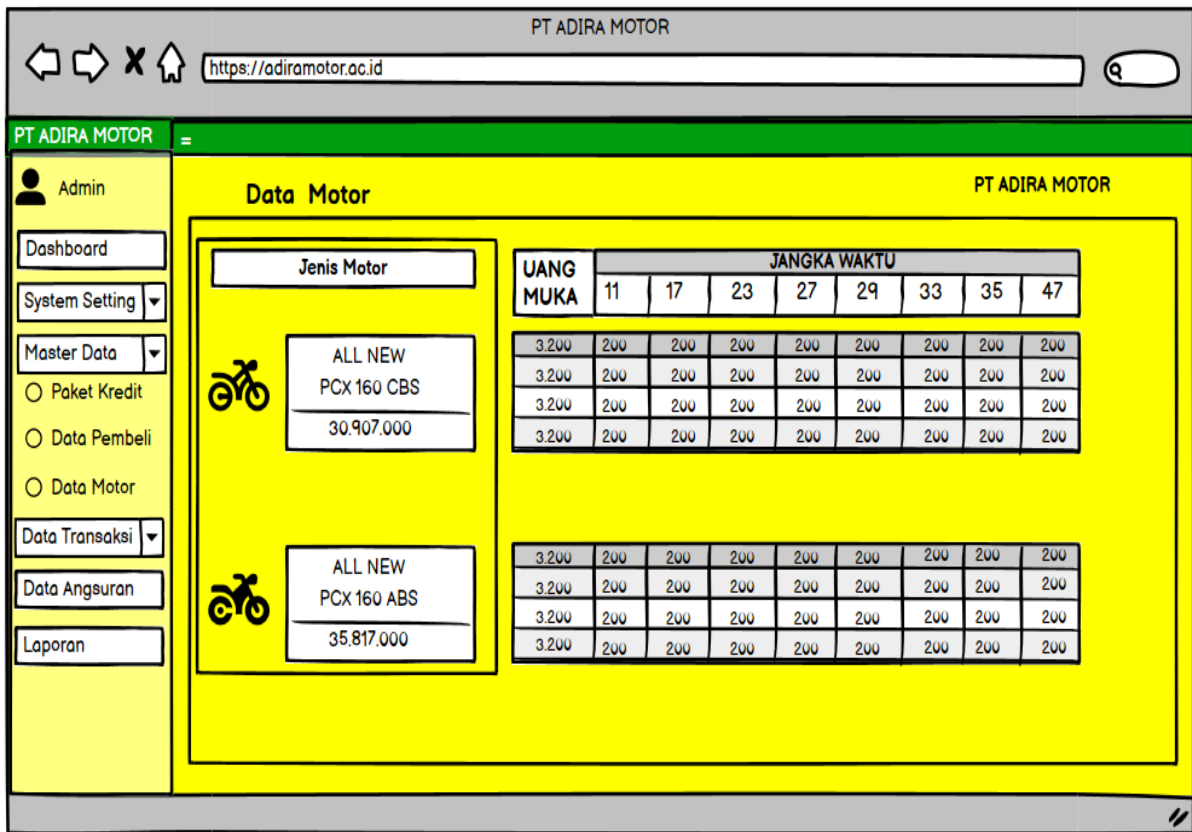 PT ADIRA MOTOR
https://adiramotor.ac.id
PT ADIRA MOTOR =
Admin
Dashboard
System Setting
Master Data
Paket Kredit
Data Pembeli
Data Motor
Data Transaksi
Data Angsuran
Laporan
Data Motor
PT ADIRA MOTOR
Jenis Motor
ALL NEW
PCX 160 CBS
30.907.000
ALL NEW
PCX 160 ABS
35.817.000
UANG MUKA
JANGKA WAKTU
11 17 23 27 29 33 35 47
3.200 200 200 200 200 200 200 200 200
3.200 200 200 200 200 200 200 200 200
3.200 200 200 200 200 200 200 200 200
3.200 200 200 200 200 200 200 200 200
3.200 200 200 200 200 200 200 200 200
3.200 200 200 200 200 200 200 200 200
3.200 200 200 200 200 200 200 200 200
3.200 200 200 200 200 200 200 200 200